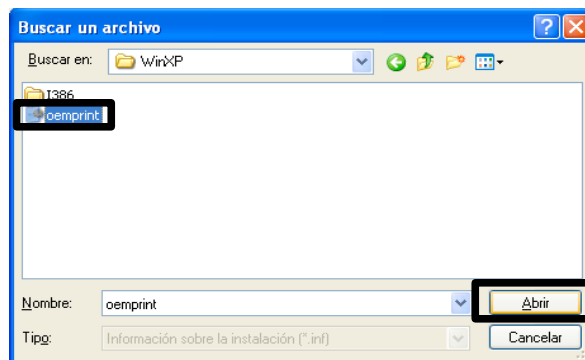 Buscar un archivo
Buscar en: WinXP
I386
oemprint
Nombre: oemprint Abrir
Tipo: Información sobre la instalación (*.inf) Cancelar